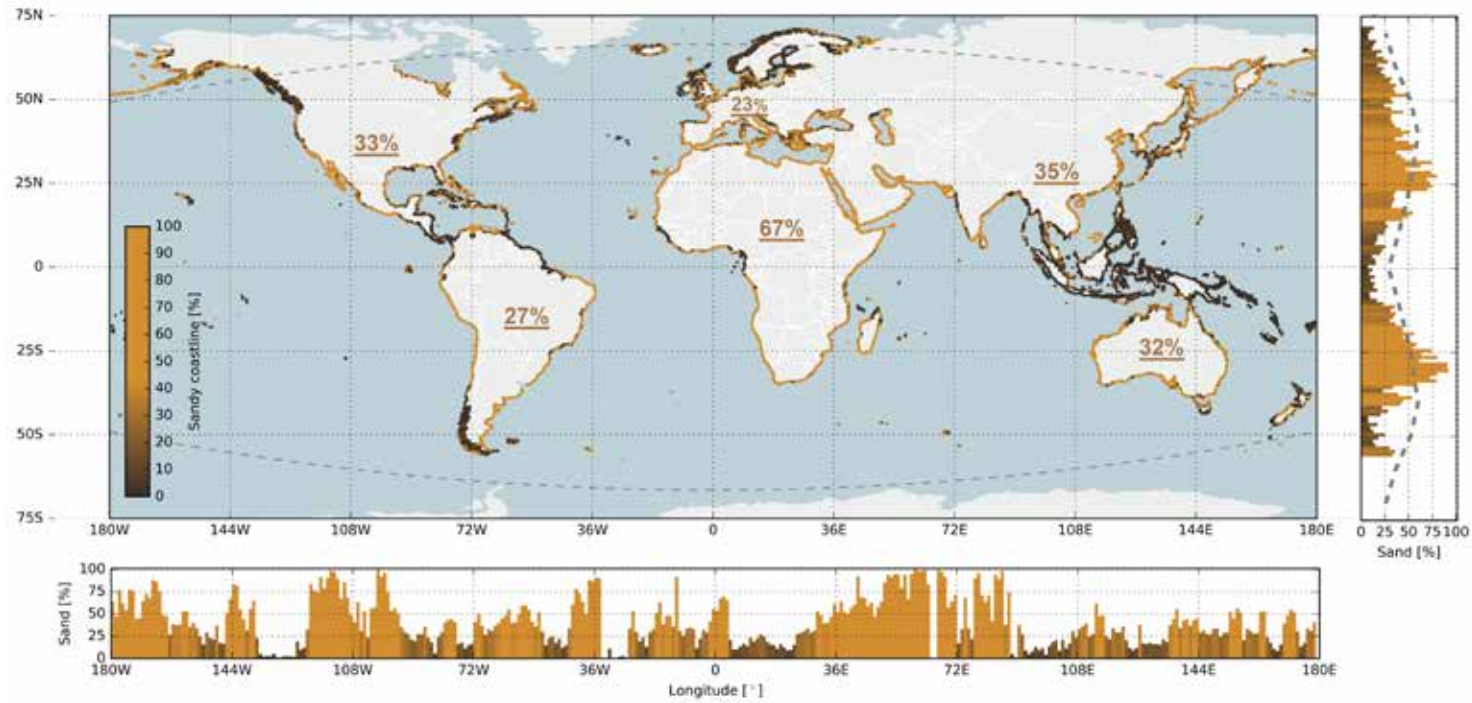 75N
50N
25N
0
25S
50S
75S
33%
23%
35%
67%
27%
32%
100
90
80
70
60
50
40
30
20
10
0
Sandy coastline [%]
180W 144W 108W 72W 36W 0 36E 72E 108E 144E 180E
0 25 50 75 100
Sand [%]
100
75
50
25
0
Sand [%]
180W 144W 108W 72W 36W 0 36E 72E 108E 144E 180E
Longitude [°]